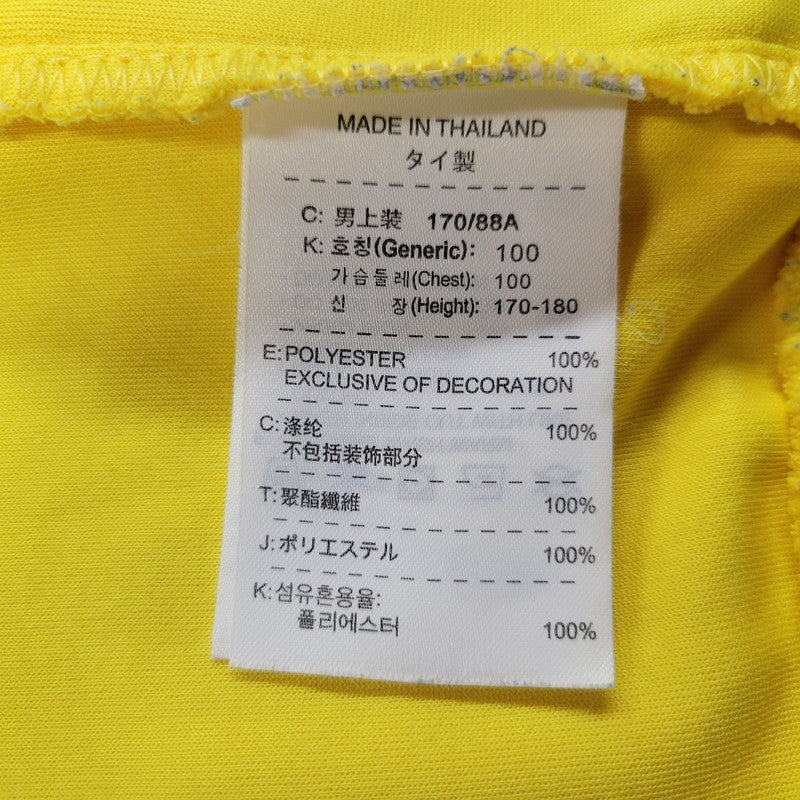 MADE IN THAILAND
タイ製
C: 男上装 170/88A
K: 호칭(Generic): 100
가슴둘레(Chest): 100
신 장(Height): 170-180
E: POLYESTER 100%
EXCLUSIVE OF DECORATION
C: 涤纶 100%
不包括装饰部分
T: 聚酯纖維 100%
J: ポリエステル 100%
K: 섬유혼용율:
폴리에스터 100%